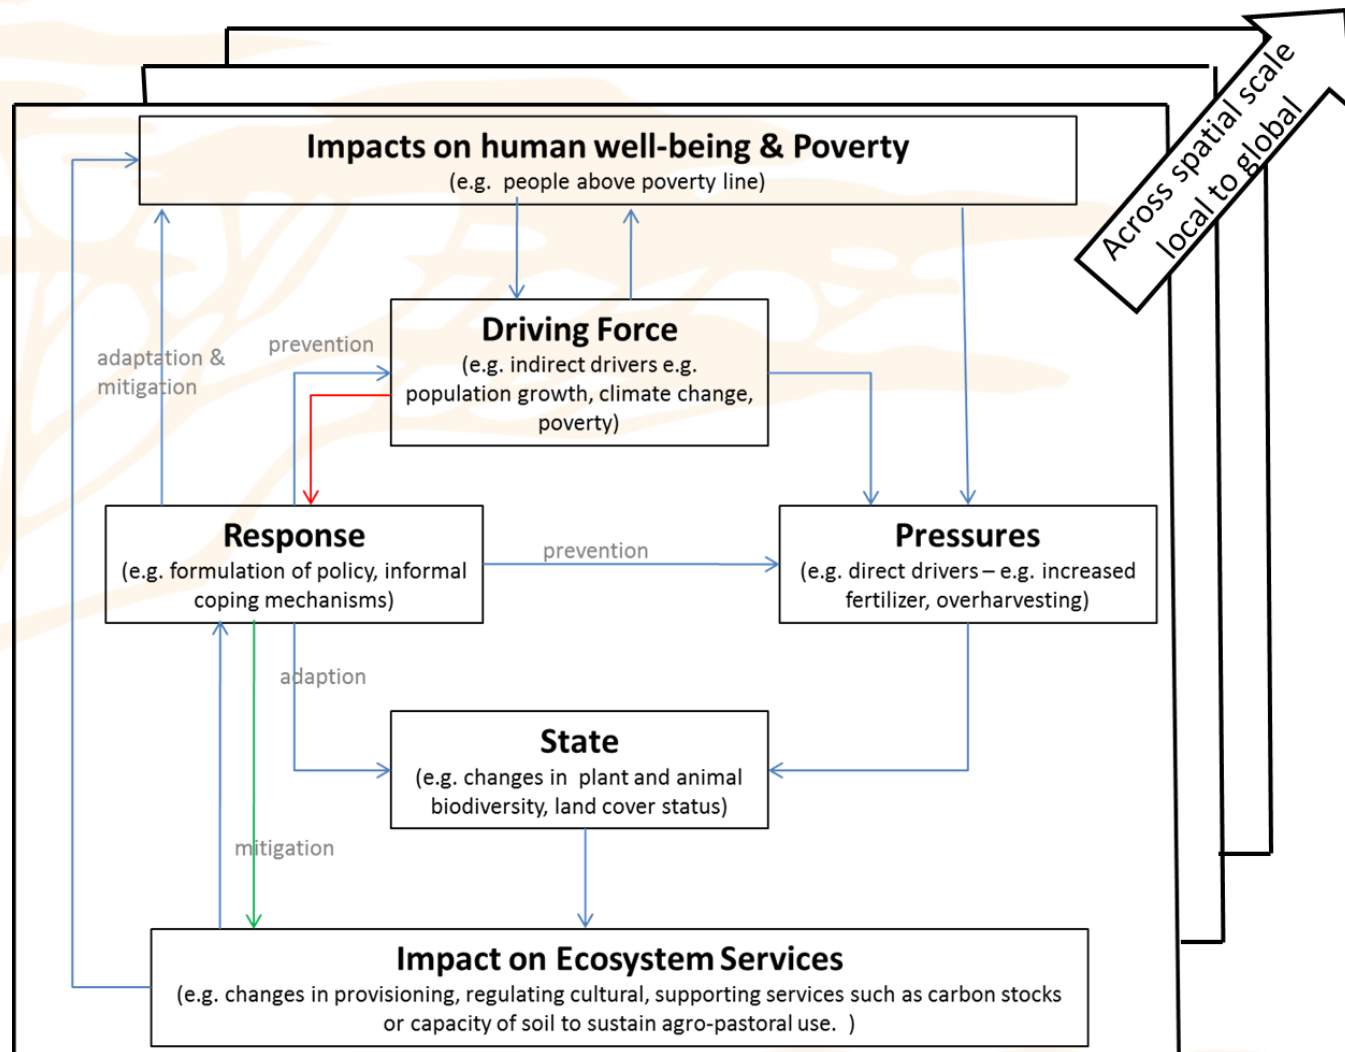 Impacts on human well-being & Poverty
(e.g.  people above poverty line)
Across spatial scale
local to global
Driving Force
(e.g. indirect drivers e.g.
population growth, climate change,
poverty)
prevention
adaptation &
mitigation
Response
(e.g. formulation of policy, informal
coping mechanisms)
prevention
Pressures
(e.g. direct drivers – e.g. increased
fertilizer, overharvesting)
adaption
State
(e.g. changes in  plant and animal
biodiversity, land cover status)
mitigation
Impact on Ecosystem Services
(e.g. changes in provisioning, regulating cultural, supporting services such as carbon stocks
or capacity of soil to sustain agro-pastoral use.  )